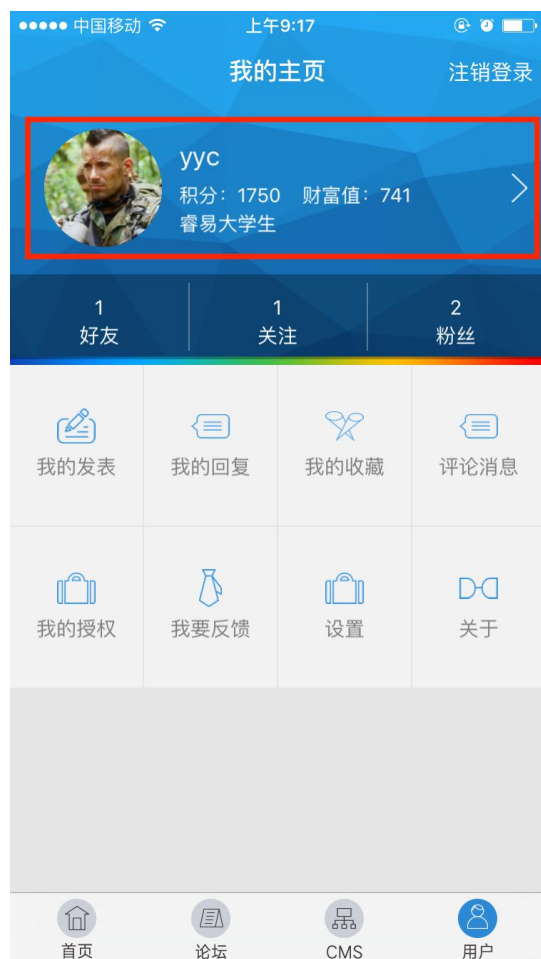 中国移动 上午9:17
我的主页 注销登录
yyc
积分：1750 财富值：741
睿易大学生
1 1 2
好友 关注 粉丝
我的发表 我的回复 我的收藏 评论消息
我的授权 我要反馈 设置 关于
首页 论坛 CMS 用户